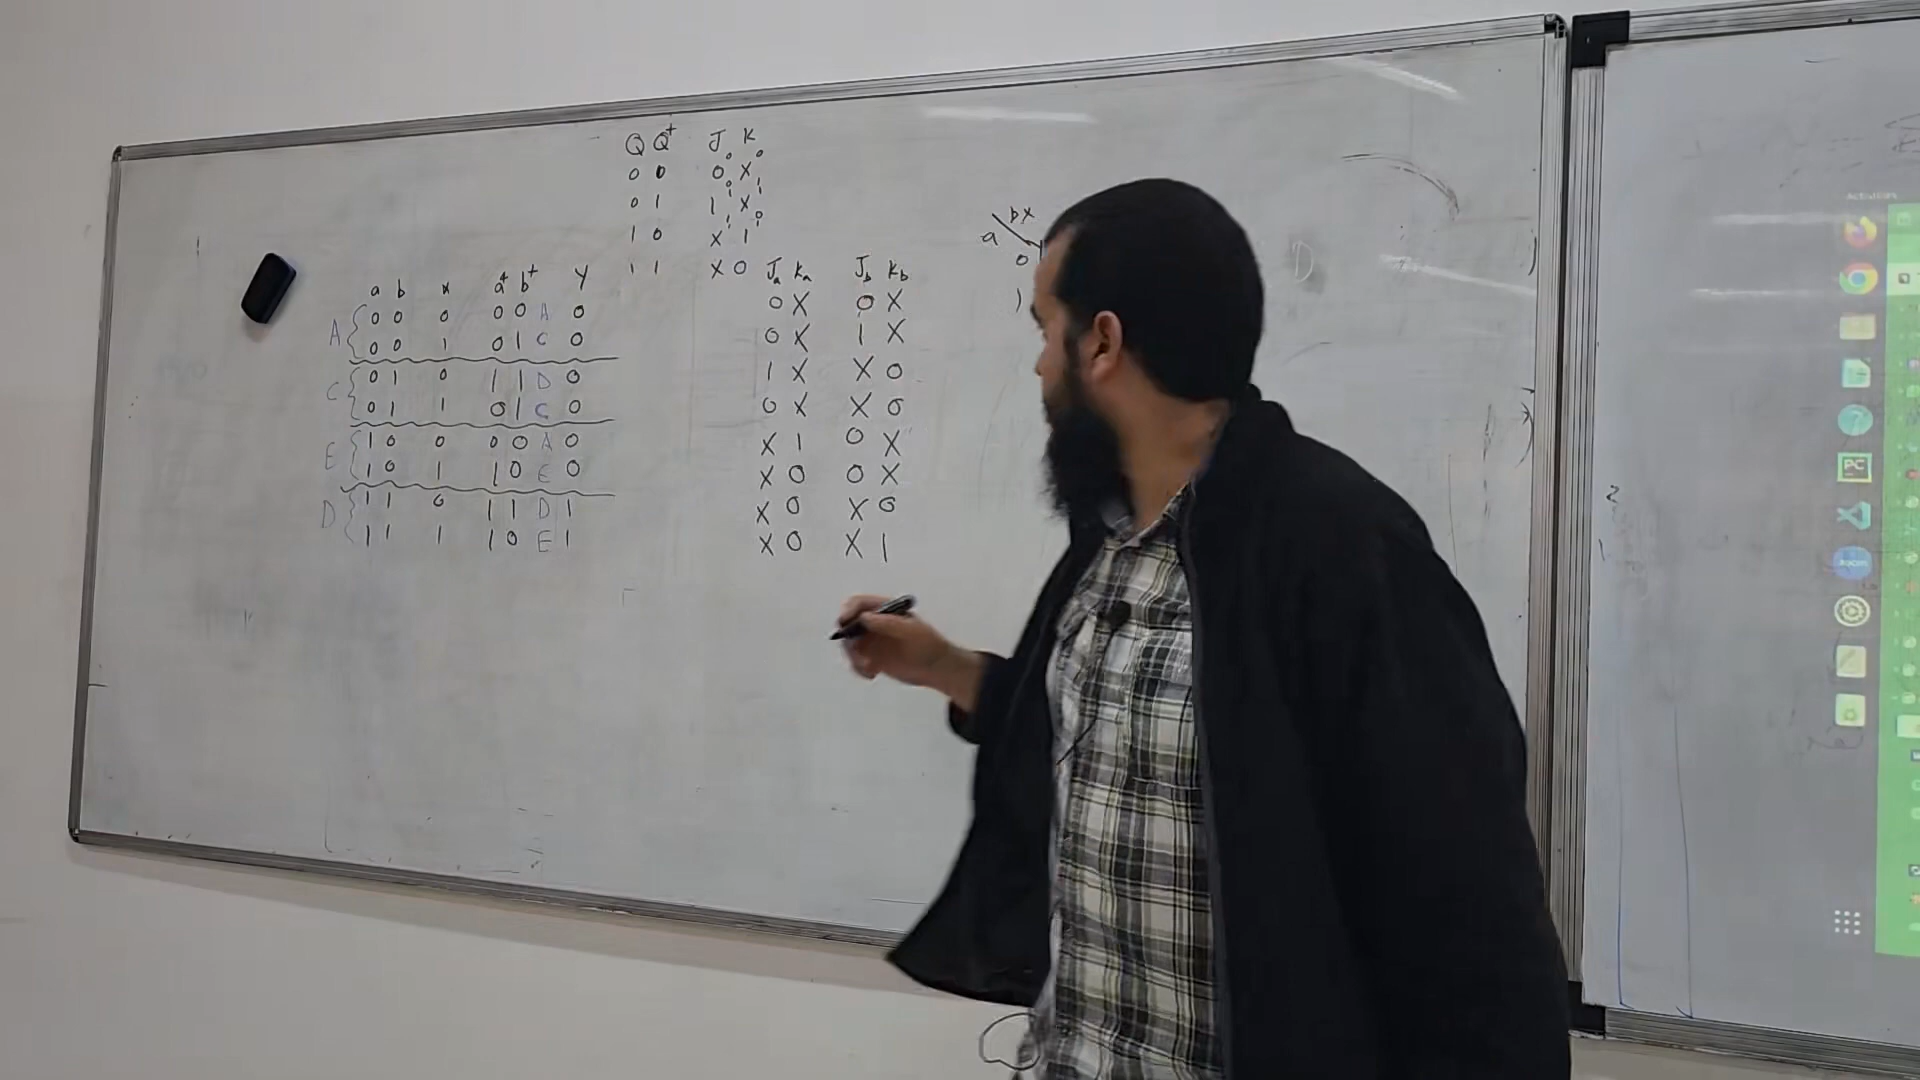 Q Q+ J K
0 0 0 X
0 1 1 X
1 0 X 1
1 1 X 0
a b x a+ b+ Y
A 0 0 0 0 0 A 0
0 0 1 0 1 C 0
C 0 1 0 1 1 D 0
0 1 1 0 1 C 0
E 1 0 0 0 0 A 0
1 0 1 1 0 E 0
D 1 1 0 1 1 D 1
1 1 1 1 0 E 1
Ja Ka Jb Kb
0 X 0 X
0 X 1 X
1 X X 0
0 X X 0
X 1 0 X
X 0 0 X
X 0 X 0
X 0 X 1
bx
a
0
1
D
Activities
PC
zoom